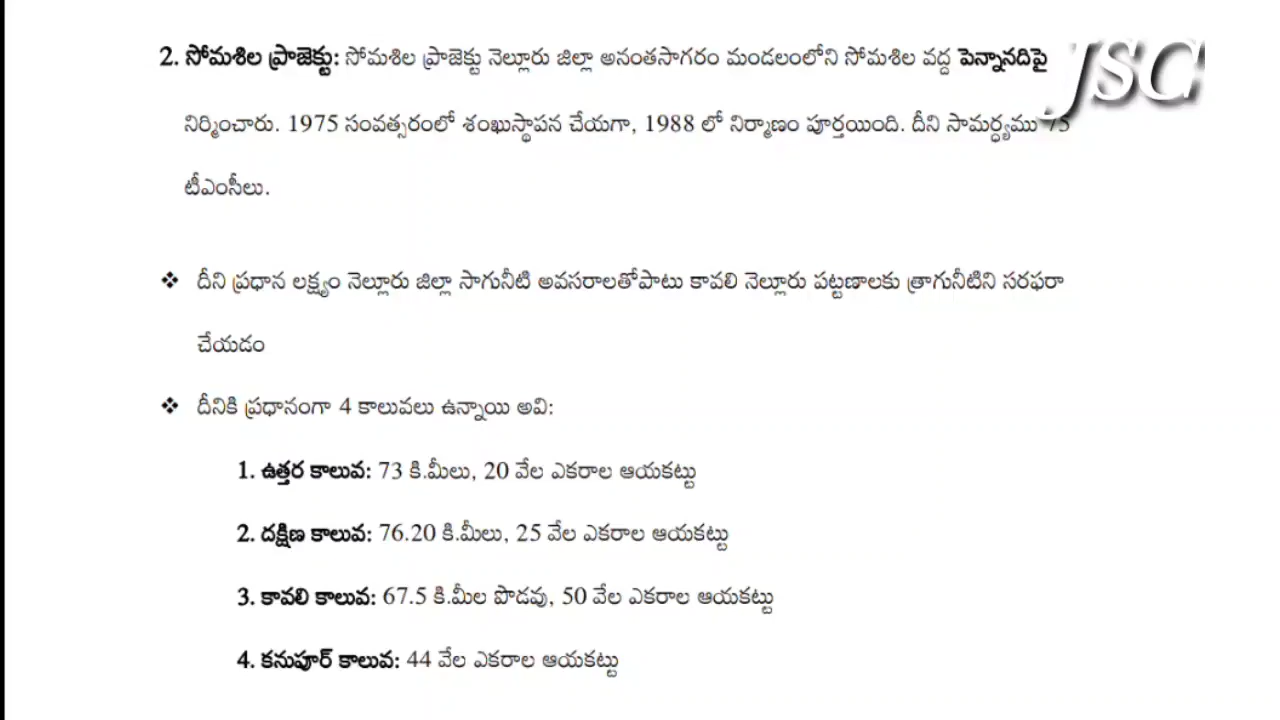 2. సోమశిల ప్రాజెక్టు: సోమశిల ప్రాజెక్టు నెల్లూరు జిల్లా అనంతసాగరం మండలంలోని సోమశిల వద్ద పెన్నానదిపై
JSC
నిర్మించారు. 1975 సంవత్సరంలో శంఖుస్థాపన చేయగా, 1988 లో నిర్మాణం పూర్తయింది. దీని సామర్ధ్యము 75
టీఎంసీలు.
❖ దీని ప్రధాన లక్ష్యం నెల్లూరు జిల్లా సాగునీటి అవసరాలతోపాటు కావలి నెల్లూరు పట్టణాలకు త్రాగునీటిని సరఫరా
చేయడం
❖ దీనికి ప్రధానంగా 4 కాలువలు ఉన్నాయి అవి:
1. ఉత్తర కాలువ: 73 కి.మీలు, 20 వేల ఎకరాల ఆయకట్టు
2. దక్షిణ కాలువ: 76.20 కి.మీలు, 25 వేల ఎకరాల ఆయకట్టు
3. కావలి కాలువ: 67.5 కి.మీల పొడవు, 50 వేల ఎకరాల ఆయకట్టు
4. కనుపూర్ కాలువ: 44 వేల ఎకరాల ఆయకట్టు